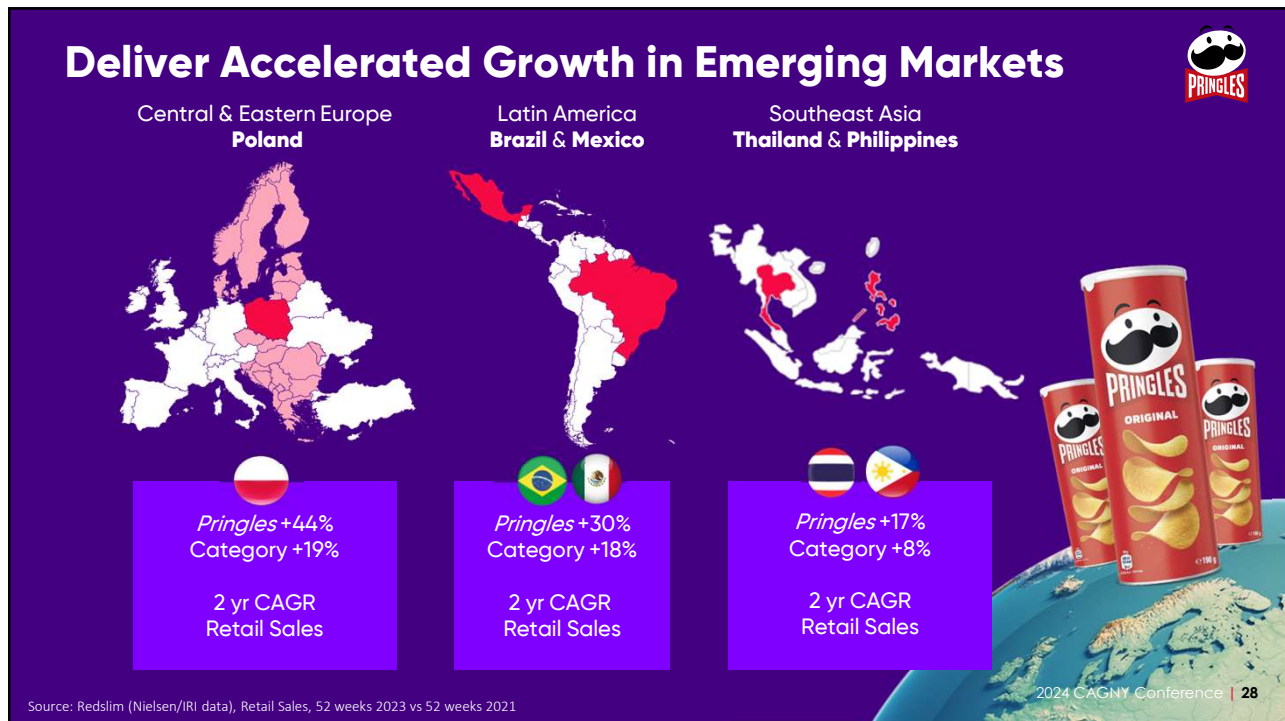 Deliver Accelerated Growth in Emerging Markets
PRINGLES
Central & Eastern Europe
Poland
Latin America
Brazil & Mexico
Southeast Asia
Thailand & Philippines
Pringles +44%
Category +19%
2 yr CAGR
Retail Sales
Pringles +30%
Category +18%
2 yr CAGR
Retail Sales
Pringles +17%
Category +8%
2 yr CAGR
Retail Sales
PRINGLES
ORIGINAL
PRINGLES
ORIGINAL
PRINGLES
ORIGINAL
Source: Redslim (Nielsen/IRI data), Retail Sales, 52 weeks 2023 vs 52 weeks 2021
2024 CAGNY Conference | 28